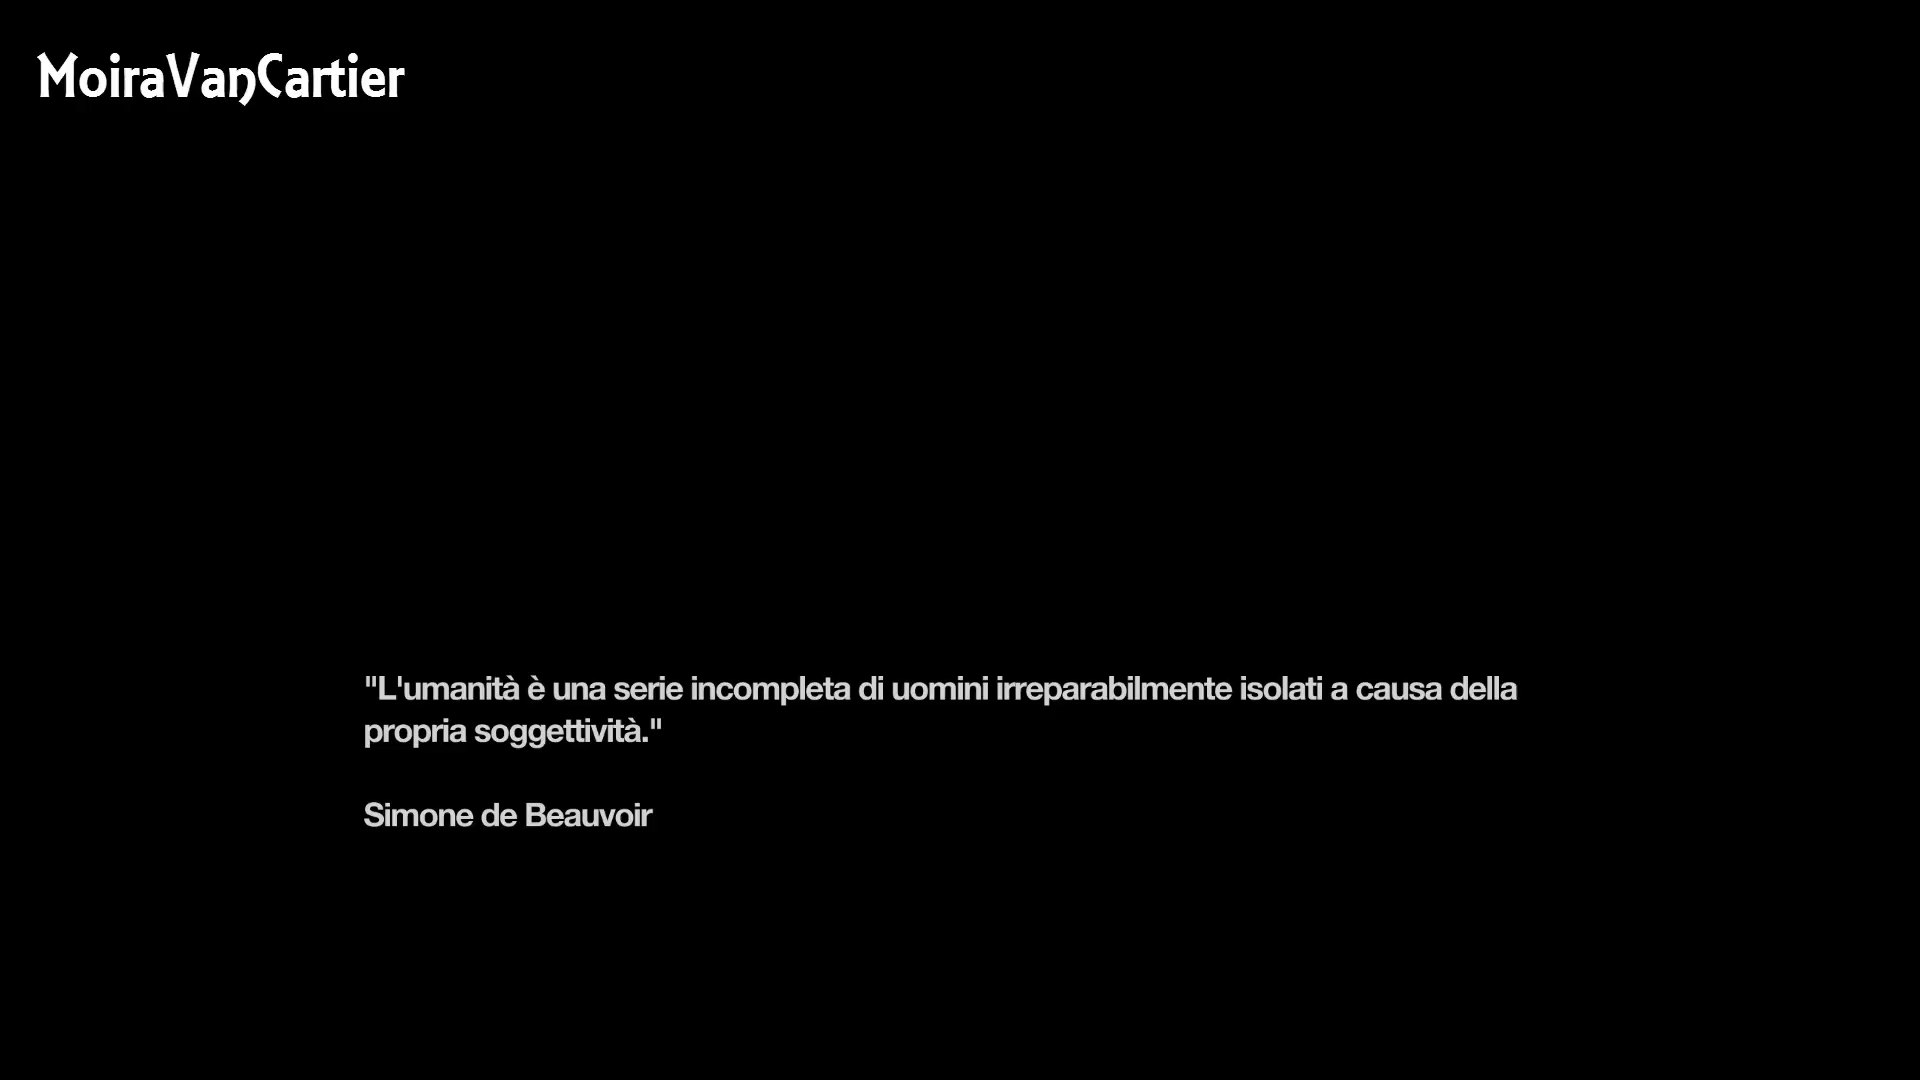 MoiraVanCartier
"L'umanità è una serie incompleta di uomini irreparabilmente isolati a causa della
propria soggettività."
Simone de Beauvoir